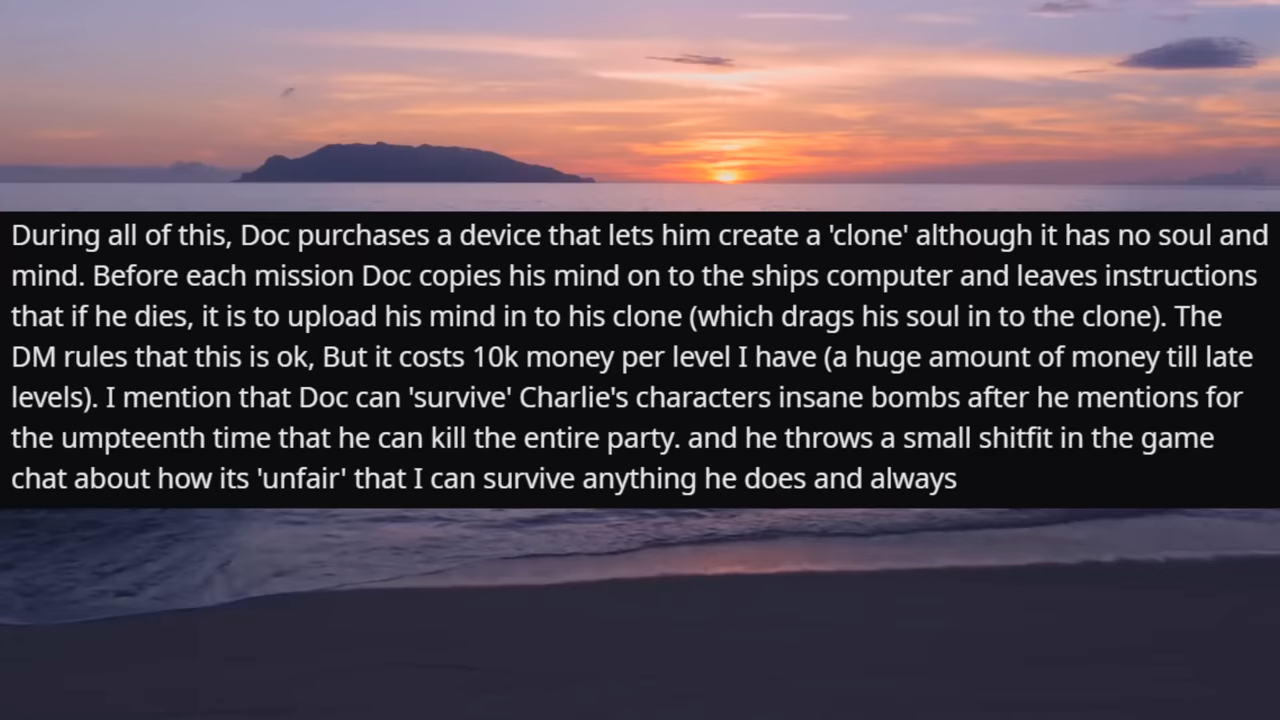 During all of this, Doc purchases a device that lets him create a 'clone' although it has no soul and
mind. Before each mission Doc copies his mind on to the ships computer and leaves instructions
that if he dies, it is to upload his mind in to his clone (which drags his soul in to the clone). The
DM rules that this is ok, But it costs 10k money per level I have (a huge amount of money till late
levels). I mention that Doc can 'survive' Charlie's characters insane bombs after he mentions for
the umpteenth time that he can kill the entire party. and he throws a small shitfit in the game
chat about how its 'unfair' that I can survive anything he does and always